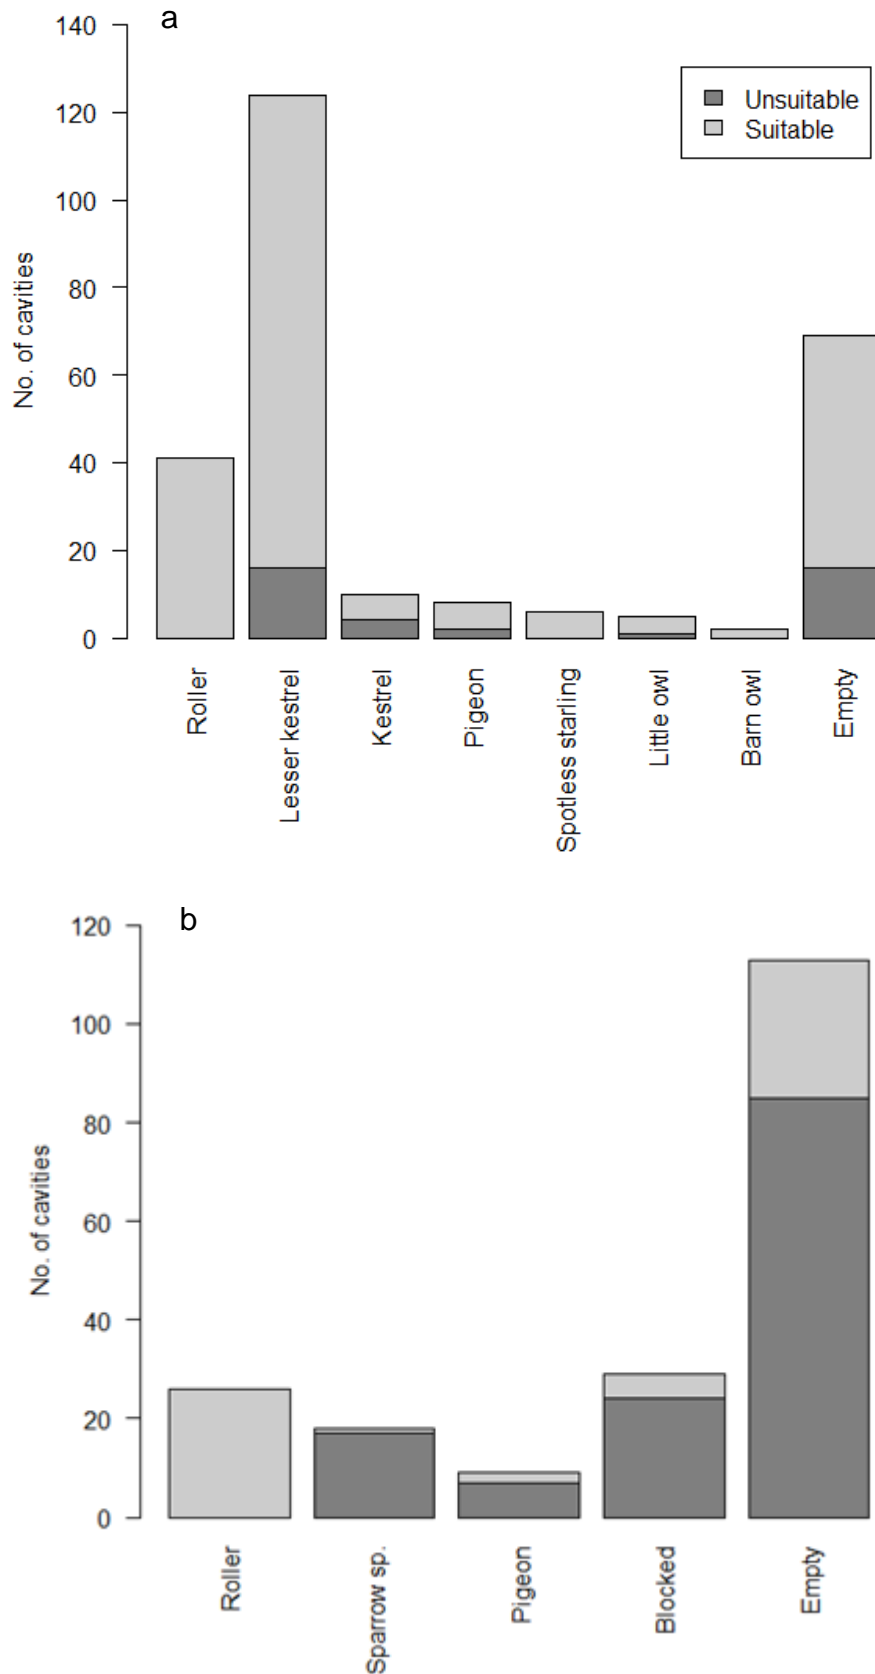 a
140
120
100
80
60
40
20
0
No. of cavities
Unsuitable
Suitable
Roller
Lesser kestrel
Kestrel
Pigeon
Spotless starling
Little owl
Barn owl
Empty
b
120
100
80
60
40
20
0
No. of cavities
Roller
Sparrow sp.
Pigeon
Blocked
Empty